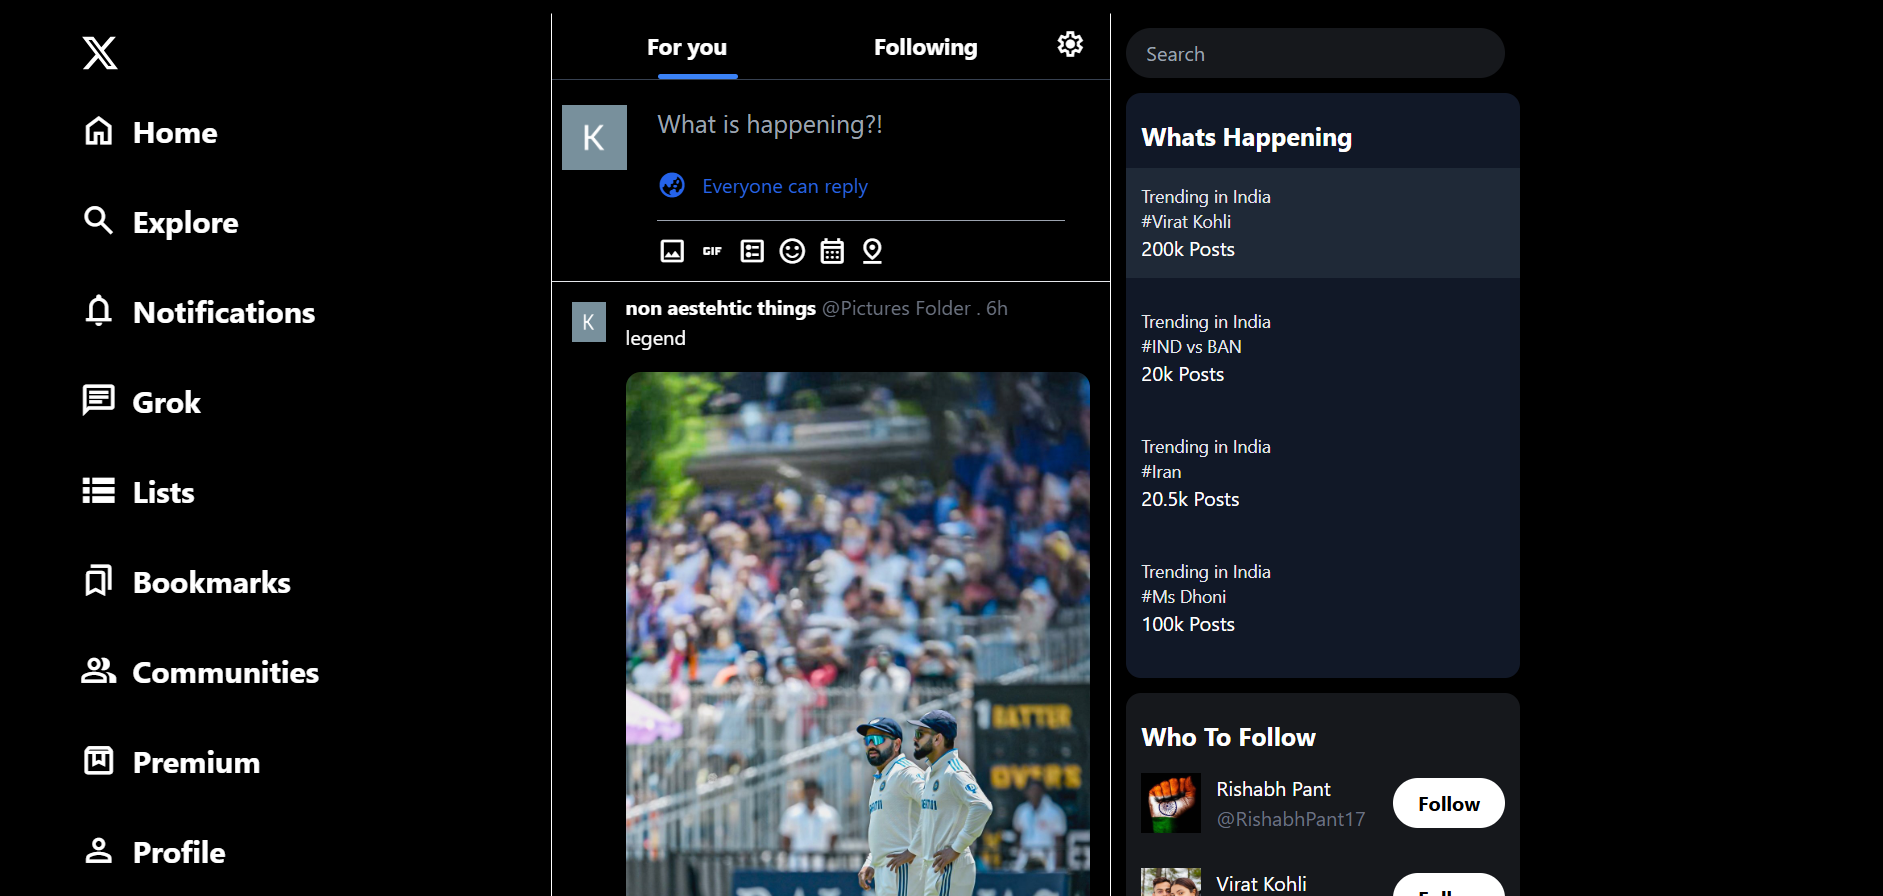 Home
Explore
Notifications
Grok
Lists
Bookmarks
Communities
Premium
Profile
For you
Following
K
What is happening?!
Everyone can reply
GIF
K
non aestehtic things @Pictures Folder . 6h
legend
BATTER
OVERS
Search
Whats Happening
Trending in India
#Virat Kohli
200k Posts
Trending in India
#IND vs BAN
20k Posts
Trending in India
#Iran
20.5k Posts
Trending in India
#Ms Dhoni
100k Posts
Who To Follow
Rishabh Pant
@RishabhPant17
Follow
Virat Kohli